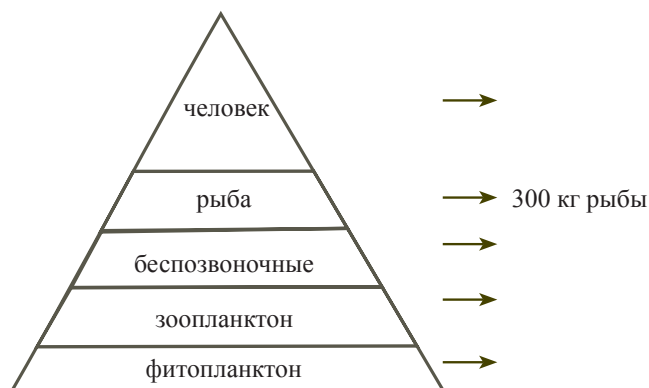 человек
рыба
300 кг рыбы
беспозвоночные
зоопланктон
фитопланктон